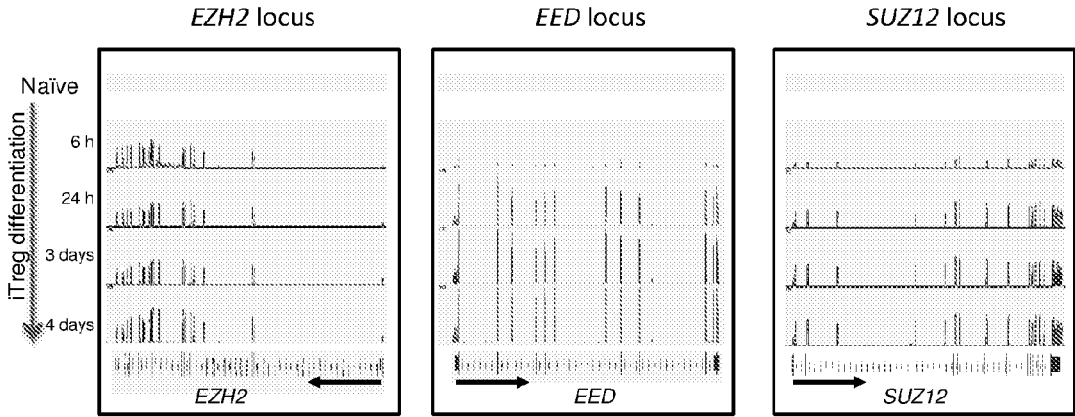 EZH2 locus
EED locus
SUZ12 locus
Naïve
iTreg differentiation
6 h
24 h
3 days
4 days
EZH2
EED
SUZ12